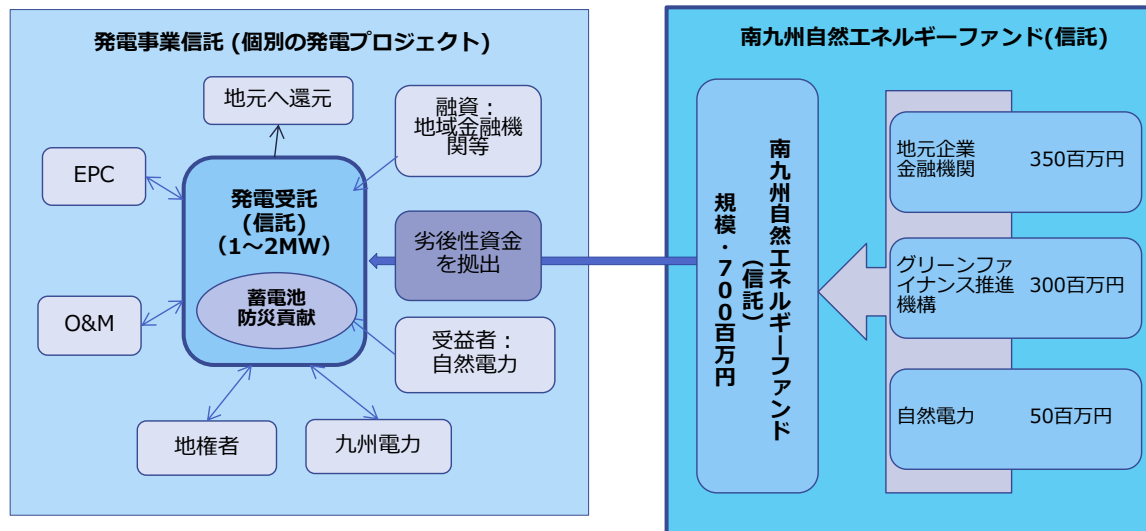 発電事業信託 (個別の発電プロジェクト)
地元へ還元
融資：
地域金融機
関等
EPC
発電受託
(信託)
（1～2MW）
劣後性資金
を拠出
蓄電池
防災貢献
O&M
受益者：
自然電力
地権者
九州電力
南九州自然エネルギーファンド(信託)
南九州自然エネルギーファンド
(信託)
規模・700百万円
地元企業
金融機関
350百万円
グリーンファ
イナンス推進
機構
300百万円
自然電力
50百万円